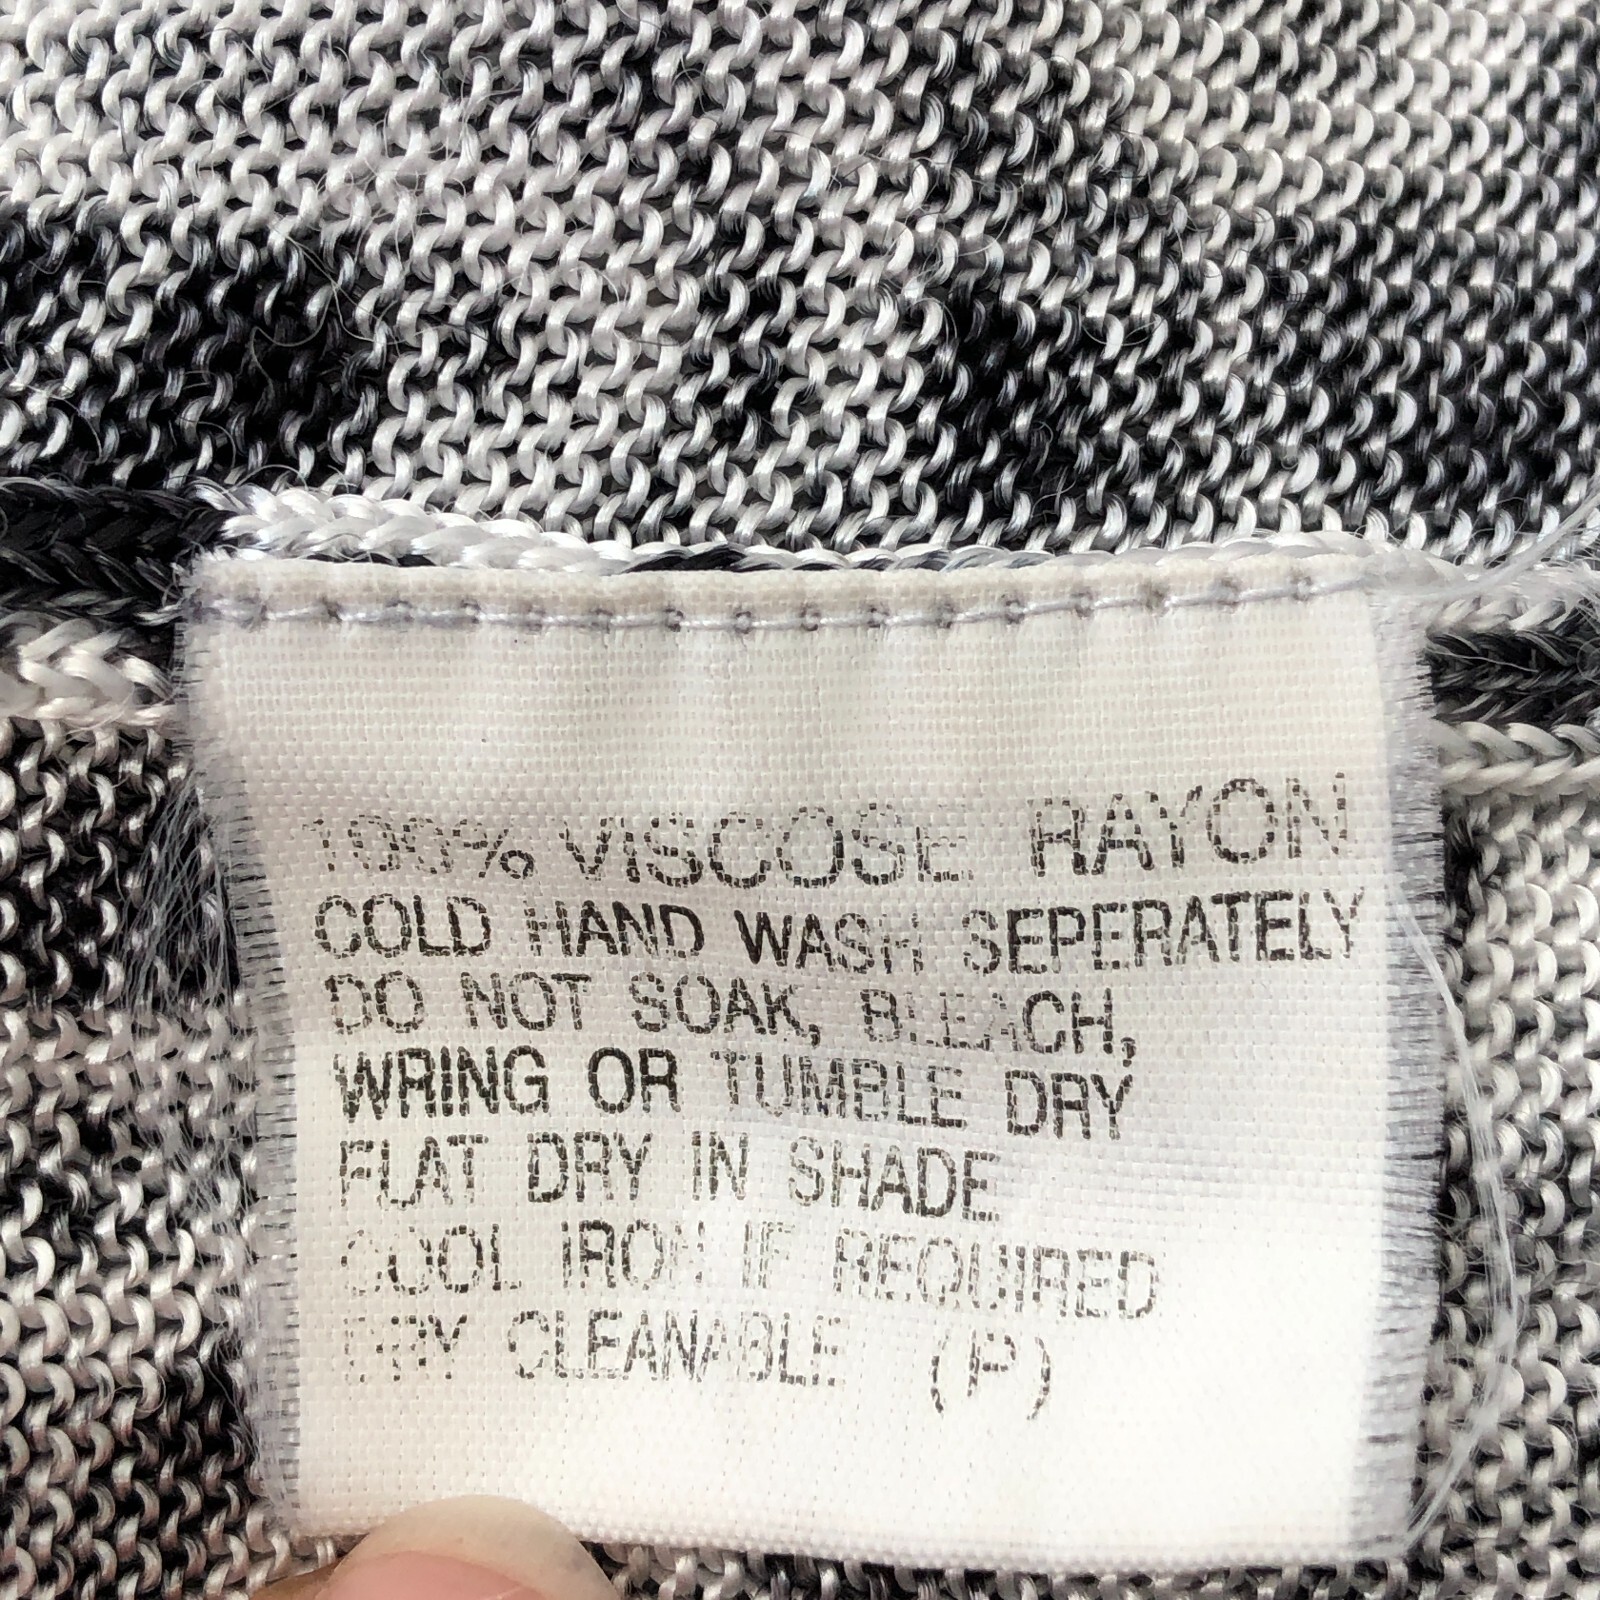 100% VISCOSE RAYON
COLD HAND WASH SEPERATELY
DO NOT SOAK, BLEACH,
WRING OR TUMBLE DRY
FLAT DRY IN SHADE
COOL IRON IF REQUIRED
DRY CLEANABLE (P)